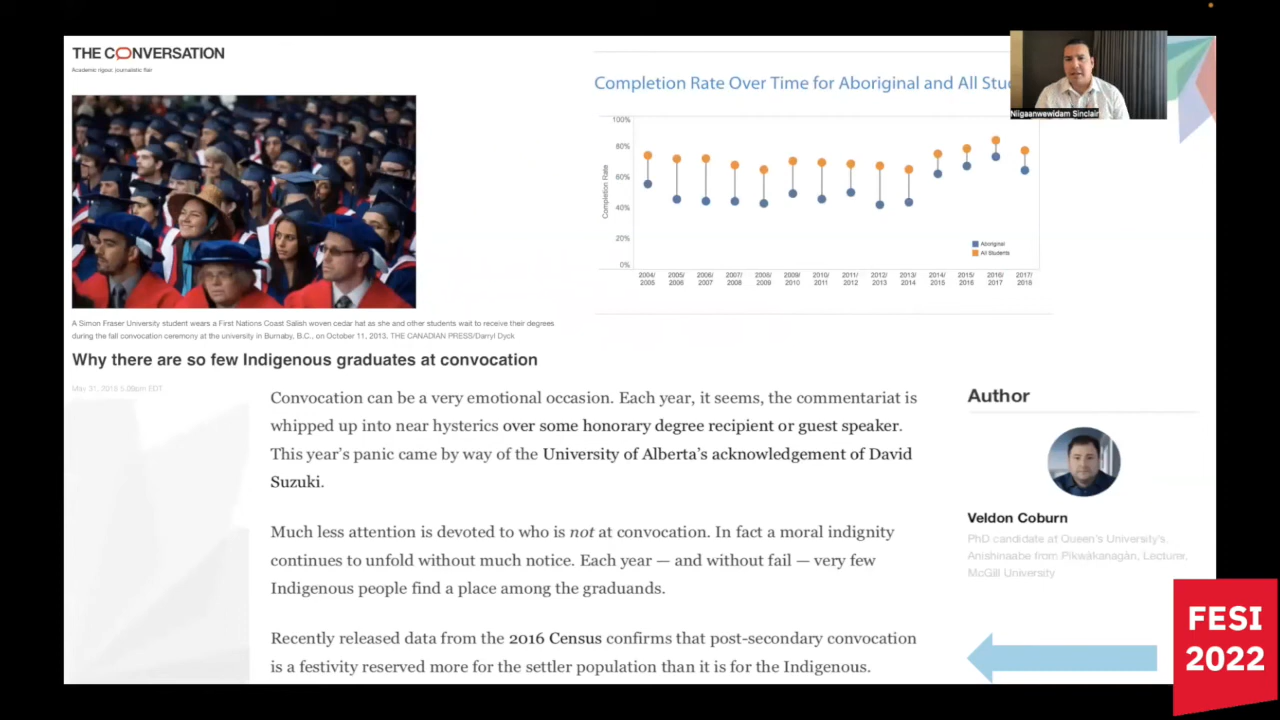 THE CONVERSATION
Academic rigour, journalistic flair
A Simon Fraser University student wears a First Nations Coast Salish woven cedar hat as she and other students wait to receive their degrees
during the fall convocation ceremony at the university in Burnaby, B.C., on October 11, 2013. THE CANADIAN PRESS/Darryl Dyck
Why there are so few Indigenous graduates at convocation
May 31, 2018 5.09pm EDT
Completion Rate Over Time for Aboriginal and All Stu
Niigaanwewidam Sinclair
Completion Rate
100%
80%
60%
40%
20%
0%
Aboriginal
All Students
2004/ 2005/ 2006/ 2007/ 2008/ 2009/ 2010/ 2011/ 2012/ 2013/ 2014/ 2015/ 2016/ 2017/
2005 2006 2007 2008 2009 2010 2011 2012 2013 2014 2015 2016 2017 2018
Convocation can be a very emotional occasion. Each year, it seems, the commentariat is
whipped up into near hysterics over some honorary degree recipient or guest speaker.
This year's panic came by way of the University of Alberta's acknowledgement of David
Suzuki.
Much less attention is devoted to who is not at convocation. In fact a moral indignity
continues to unfold without much notice. Each year — and without fail — very few
Indigenous people find a place among the graduands.
Recently released data from the 2016 Census confirms that post-secondary convocation
is a festivity reserved more for the settler population than it is for the Indigenous.
Author
Veldon Coburn
PhD candidate at Queen's University's.
Anishinaabe from Pikwàkanagàn, Lecturer,
McGill University
FESI
2022